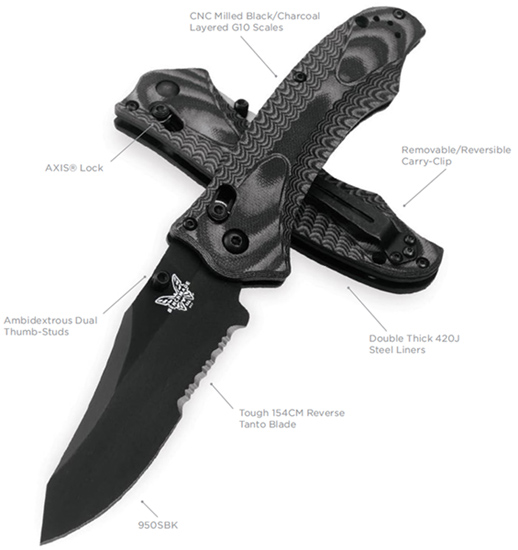 CNC Milled Black/Charcoal
Layered G10 Scales
AXIS® Lock
Removable/Reversible
Carry-Clip
Ambidextrous Dual
Thumb-Studs
Double Thick 420J
Steel Liners
Tough 154CM Reverse
Tanto Blade
950SBK